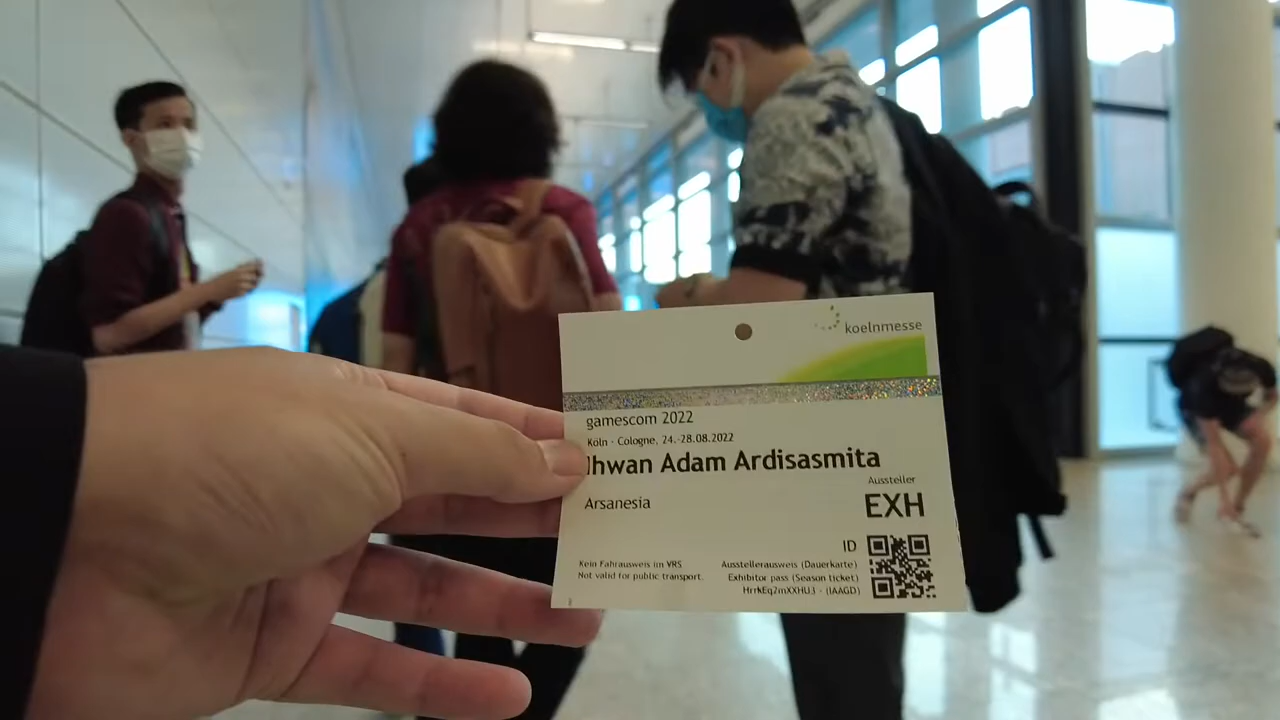 koelnmesse
gamescom 2022
Köln - Cologne, 24.-28.08.2022
Ihwan Adam Ardisasmita
Aussteller
Arsanesia
EXH
ID
Kein Fahrausweis im VRS
Not valid for public transport.
Ausstellerausweis (Dauerkarte)
Exhibitor pass (Season ticket)
(IAAGD)